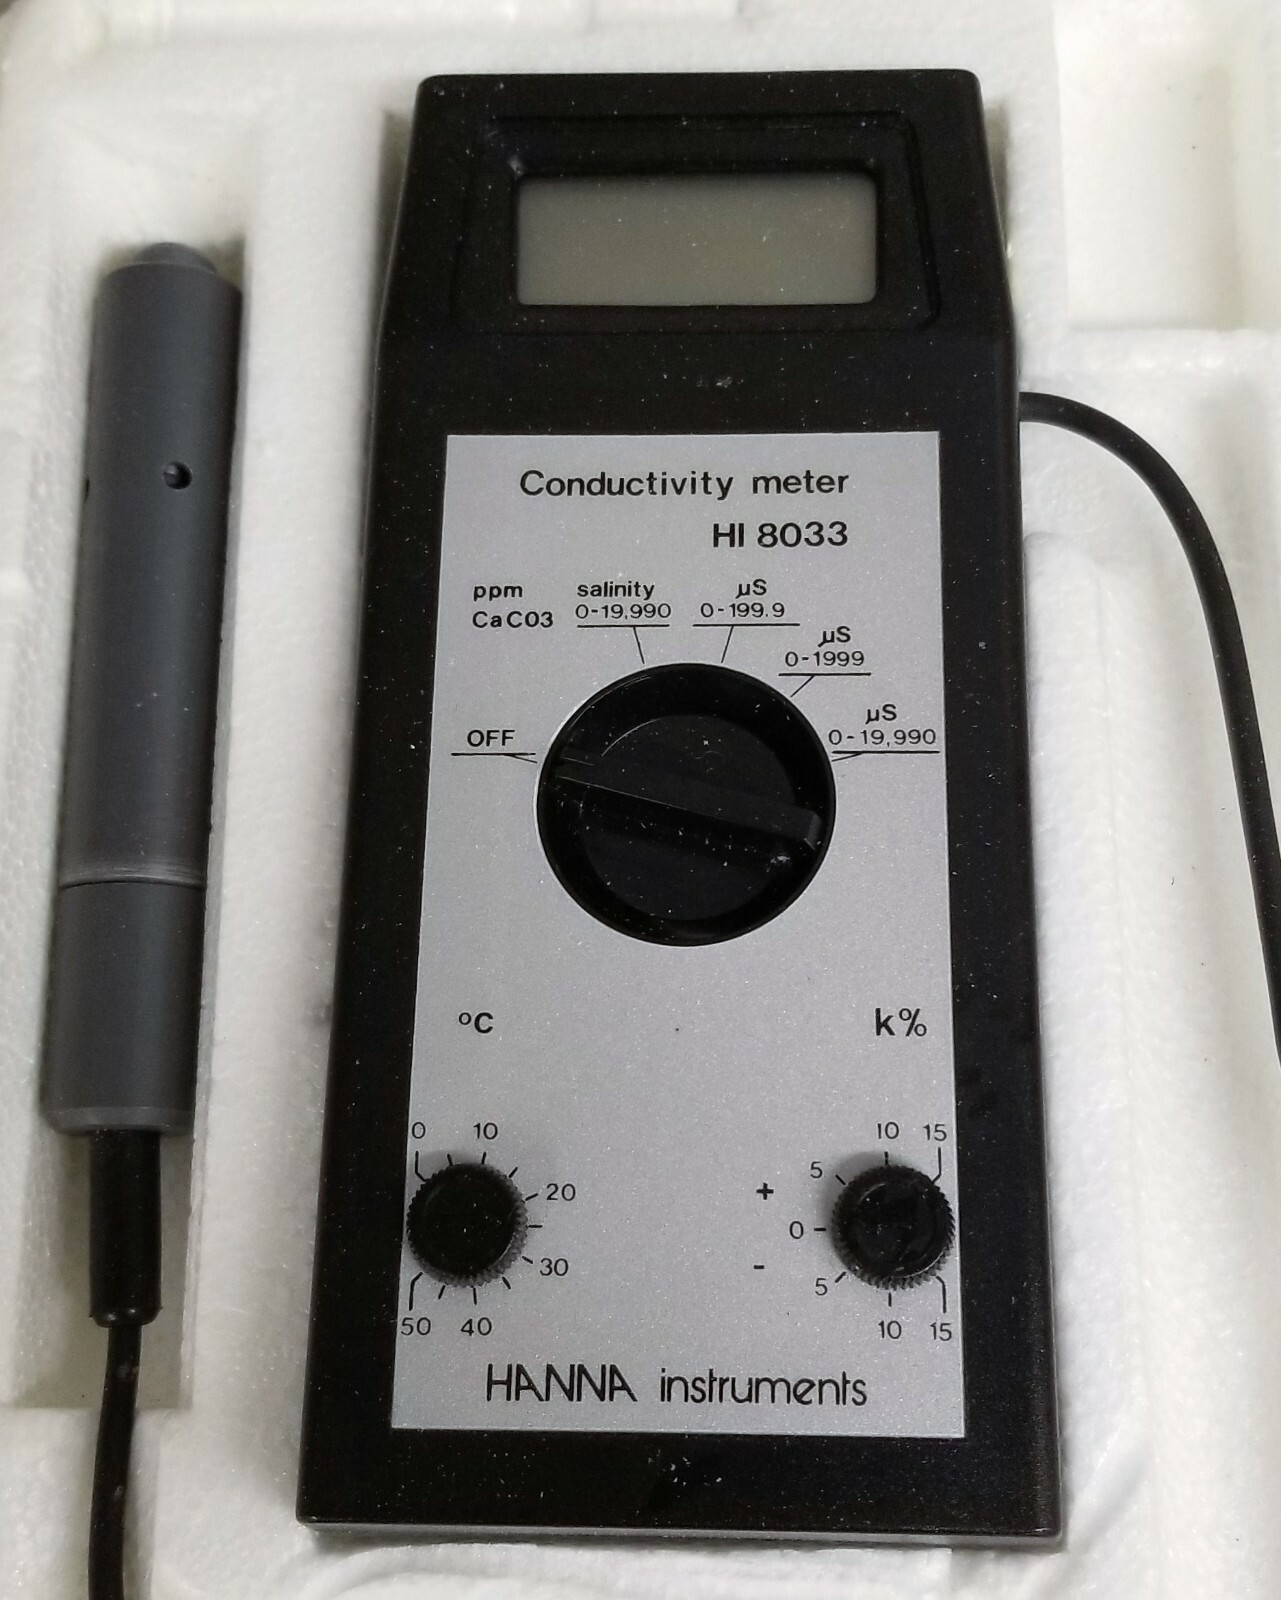 Conductivity meter
HI 8033
ppm
CaCO3
salinity
0-19,990
µS
0-199.9
µS
0-1999
µS
0-19,990
OFF
°C
k%
0 10
20
30
40
50
10 15
5
+
0
-
5
10 15
HANNA instruments